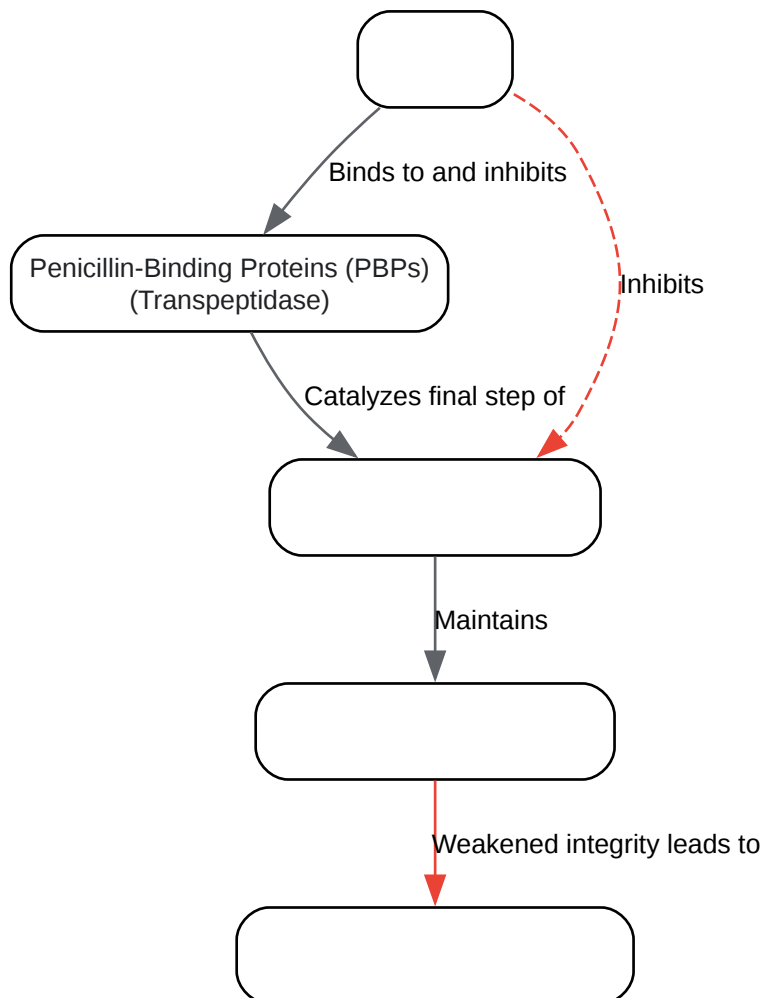 Binds to and inhibits
Penicillin-Binding Proteins (PBPs)
(Transpeptidase)
Inhibits
Catalyzes final step of
Maintains
Weakened integrity leads to